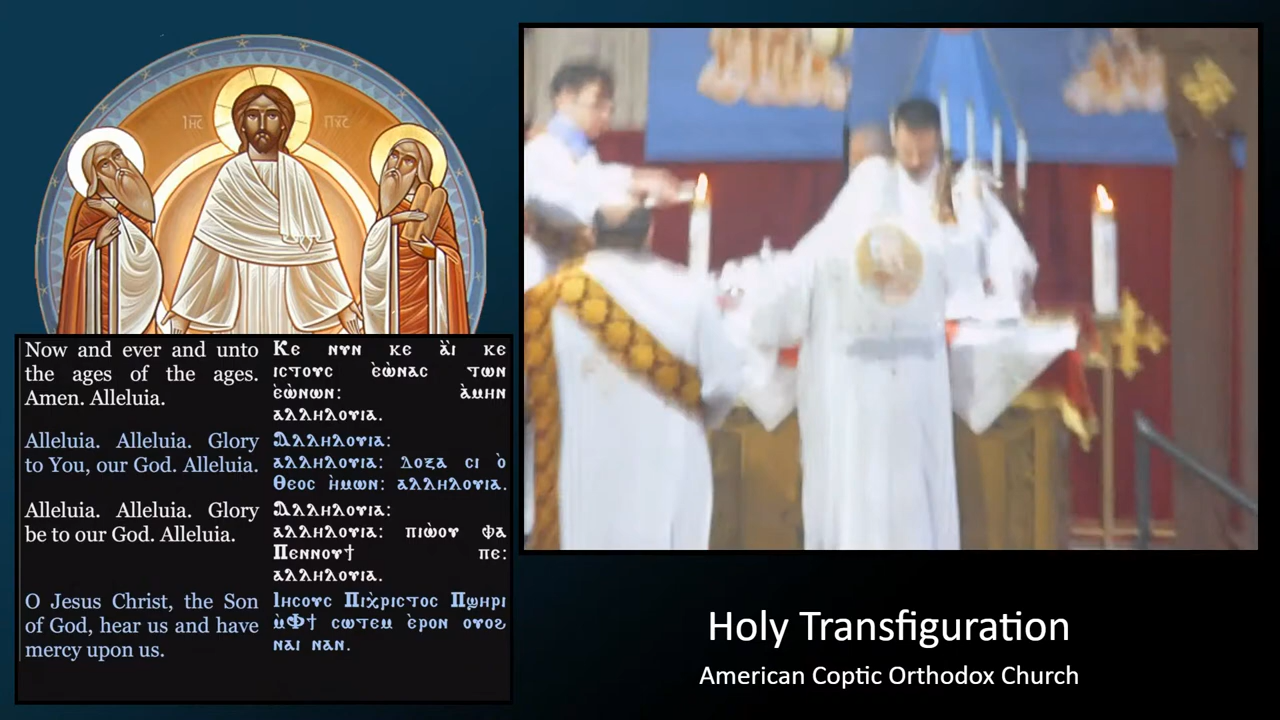 ⲓⲏ̅ⲥ̅ ⲡⲭ̅ⲥ̅
Now and ever and unto
the ages of the ages.
Amen. Alleluia.
Alleluia. Alleluia. Glory
to You, our God. Alleluia.
Alleluia. Alleluia. Glory
be to our God. Alleluia.
O Jesus Christ, the Son
of God, hear us and have
mercy upon us.
Ⲕⲉ ⲛⲩⲛ ⲕⲉ ⲁ̀ⲓ ⲕⲉ
ⲓⲥⲧⲟⲩⲥ ⲉ̀ⲱ̀ⲛⲁⲥ ⲧⲱⲛ
ⲉ̀ⲱ̀ⲛⲱⲛ: ⲁ̀ⲙⲏⲛ
ⲁⲗⲗⲏⲗⲟⲩⲓⲁ.
Ⲁⲗⲗⲏⲗⲟⲩⲓⲁ:
ⲁⲗⲗⲏⲗⲟⲩⲓⲁ: ⲇⲟⲝⲁ ⲥⲓ ⲟ̀
Ⲑⲉⲟⲥ ⲏ̀ⲙⲱⲛ: ⲁⲗⲗⲏⲗⲟⲩⲓⲁ.
Ⲁⲗⲗⲏⲗⲟⲩⲓⲁ:
ⲁⲗⲗⲏⲗⲟⲩⲓⲁ: ⲡⲓⲱ̀ⲟⲩ ⲫⲁ
Ⲡⲉⲛⲛⲟⲩϯ ⲡⲉ:
ⲁⲗⲗⲏⲗⲟⲩⲓⲁ.
Ⲓⲏⲥⲟⲩⲥ Ⲡⲓⲭ̀ⲣⲓⲥⲧⲟⲥ Ⲡϣⲏⲣⲓ
ⲙ̀Ⲫϯ ⲥⲱⲧⲉⲙ ⲉ̀ⲣⲟⲛ ⲟⲩⲟϩ
ⲛⲁⲓ ⲛⲁⲛ.
Holy Transfiguration
American Coptic Orthodox Church